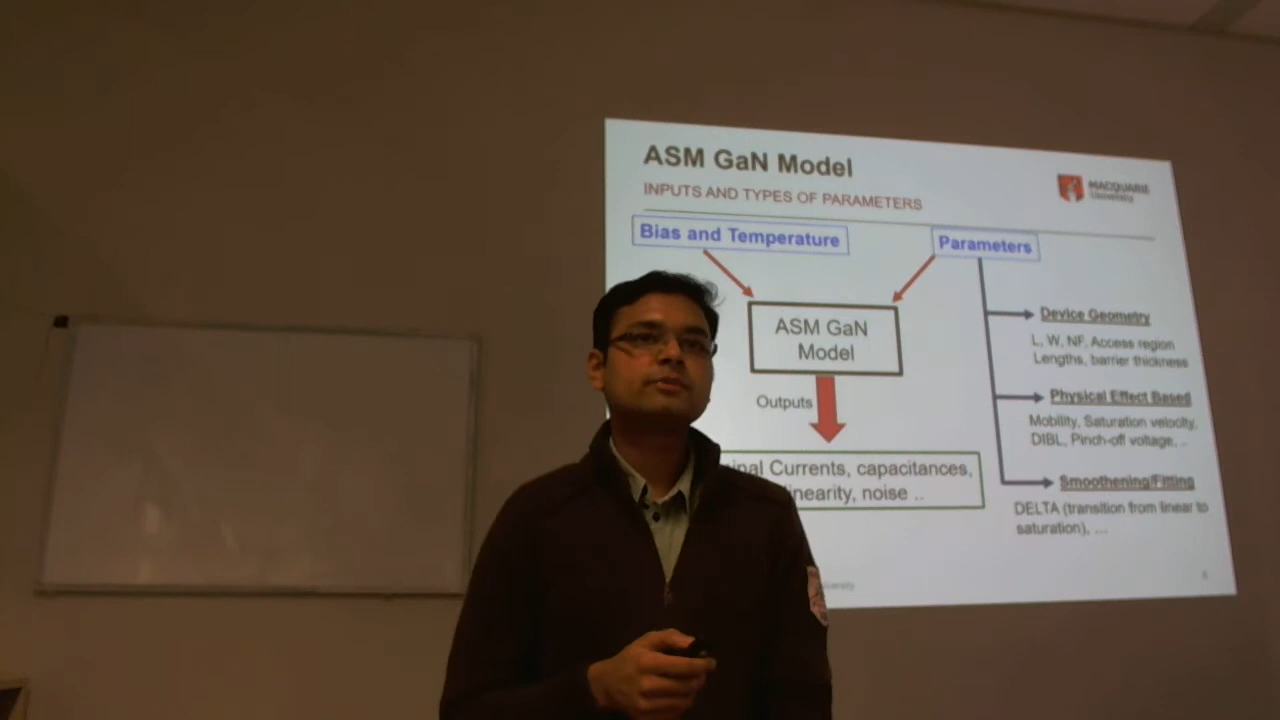 ASM GaN Model
INPUTS AND TYPES OF PARAMETERS
MACQUARIE
University
Bias and Temperature
Parameters
ASM GaN
Model
Outputs
inal Currents, capacitances,
linearity, noise ..
Device Geometry
L, W, NF, Access region
Lengths, barrier thickness
Physical Effect Based
Mobility, Saturation velocity,
DIBL, Pinch-off voltage, ..
Smoothening/Fitting
DELTA (transition from linear to
saturation), ...